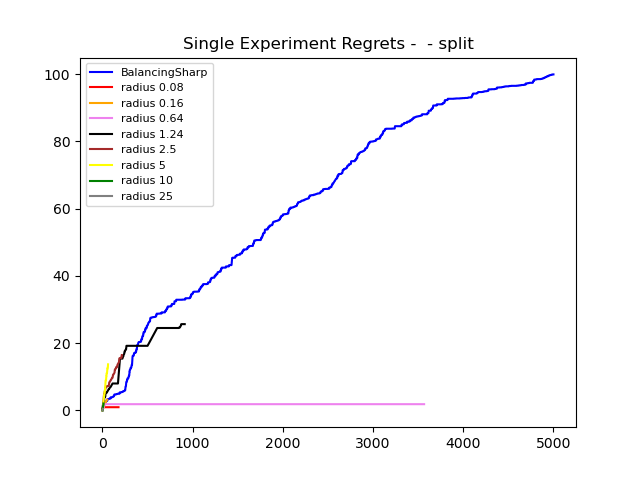 Single Experiment Regrets -  - split
100
80
60
40
20
0
BalancingSharp
radius 0.08
radius 0.16
radius 0.64
radius 1.24
radius 2.5
radius 5
radius 10
radius 25
0 1000 2000 3000 4000 5000